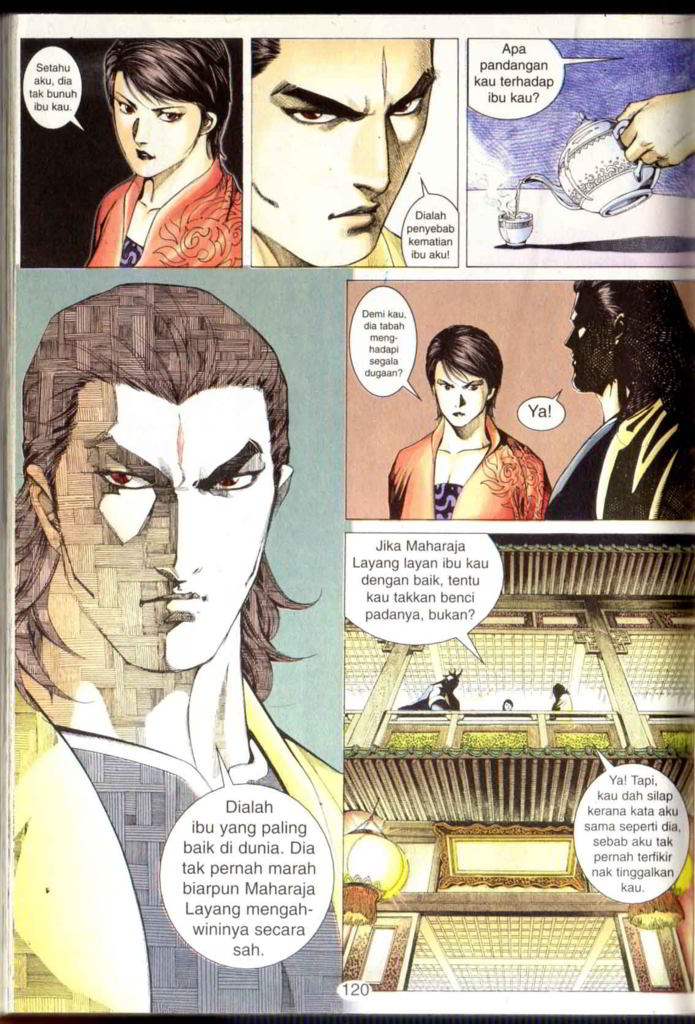 Setahu
aku, dia
tak bunuh
ibu kau.
Dialah
penyebab
kematian
ibu aku!
Apa
pandangan
kau terhadap
ibu kau?
Dialah
ibu yang paling
baik di dunia. Dia
tak pernah marah
biarpun Maharaja
Layang mengah-
wininya secara
sah.
Demi kau,
dia tabah
meng-
hadapi
segala
dugaan?
Ya!
Jika Maharaja
Layang layan ibu kau
dengan baik, tentu
kau takkan benci
padanya, bukan?
Ya! Tapi,
kau dah silap
kerana kata aku
sama seperti dia,
sebab aku tak
pernah terfikir
nak tinggalkan
kau.
120